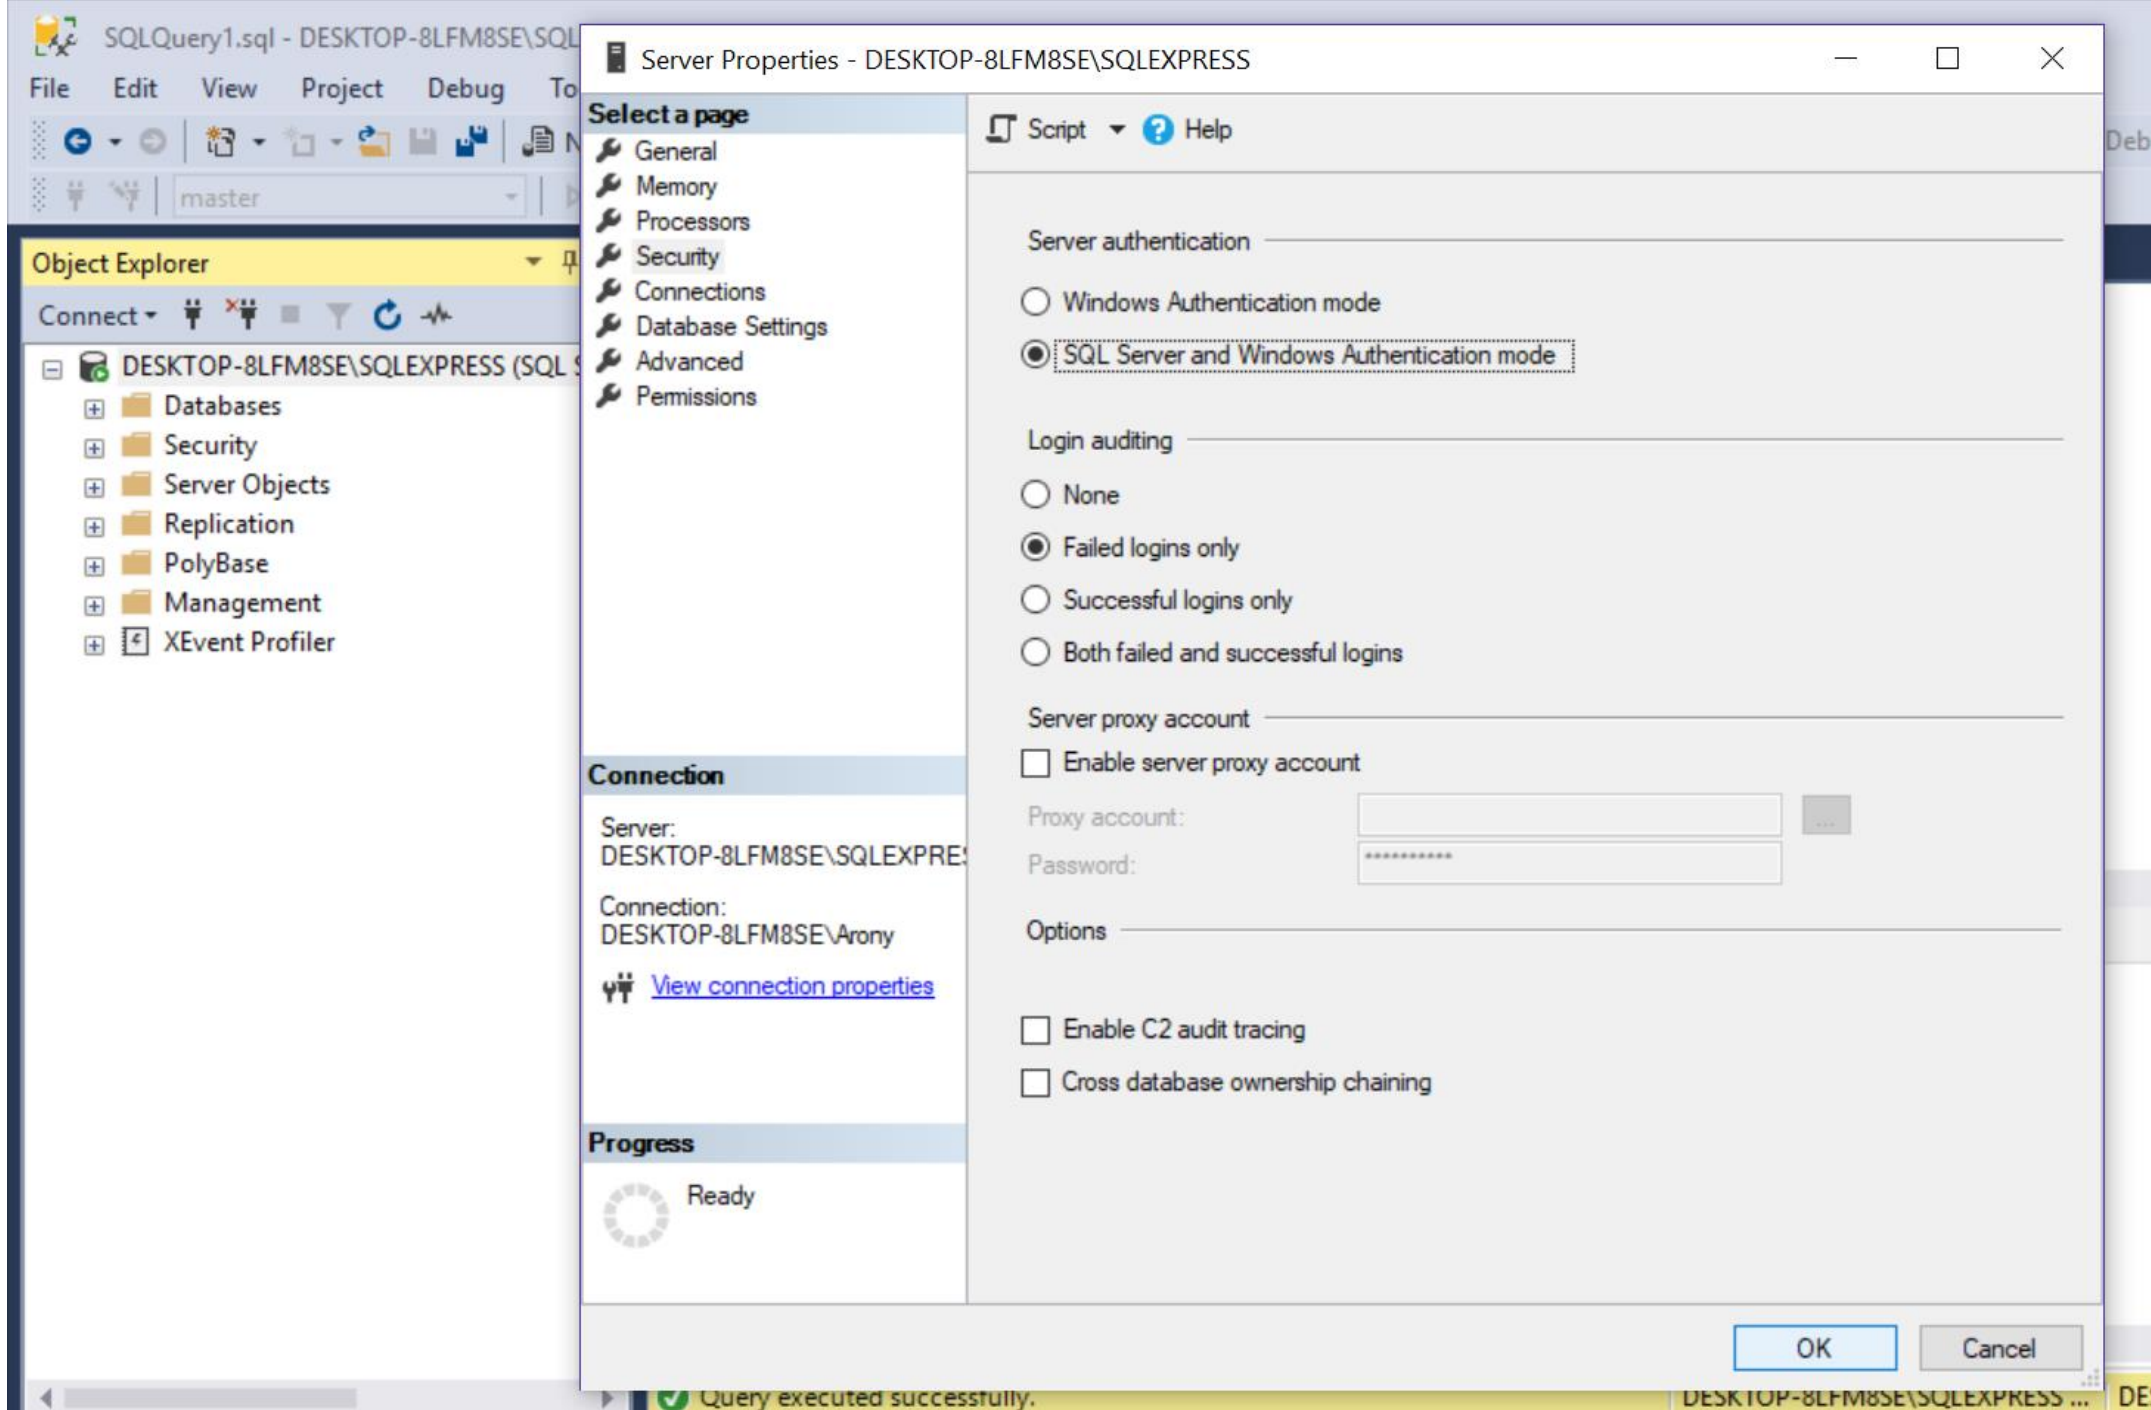 SQLQuery1.sql - DESKTOP-8LFM8SE\SQL
File Edit View Project Debug To
master
Object Explorer
Connect
DESKTOP-8LFM8SE\SQLEXPRESS (SQL S
Databases
Security
Server Objects
Replication
PolyBase
Management
XEvent Profiler
Server Properties - DESKTOP-8LFM8SE\SQLEXPRESS
Select a page
General
Memory
Processors
Security
Connections
Database Settings
Advanced
Permissions
Connection
Server:
DESKTOP-8LFM8SE\SQLEXPRES
Connection:
DESKTOP-8LFM8SE\Arony
View connection properties
Progress
Ready
Script Help
Server authentication
Windows Authentication mode
SQL Server and Windows Authentication mode
Login auditing
None
Failed logins only
Successful logins only
Both failed and successful logins
Server proxy account
Enable server proxy account
Proxy account:
...
Password:
**********
Options
Enable C2 audit tracing
Cross database ownership chaining
OK
Cancel
Deb
Query executed successfully.
DESKTOP-8LFM8SE\SQLEXPRESS ...
DE